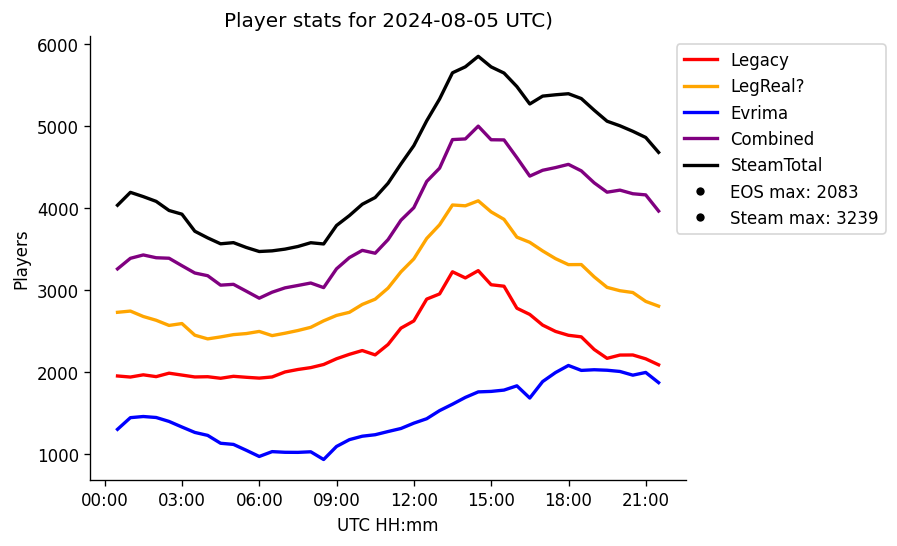 Player stats for 2024-08-05 UTC)
Players
6000
5000
4000
3000
2000
1000
00:00 03:00 06:00 09:00 12:00 15:00 18:00 21:00
UTC HH:mm
Legacy
LegReal?
Evrima
Combined
SteamTotal
EOS max: 2083
Steam max: 3239